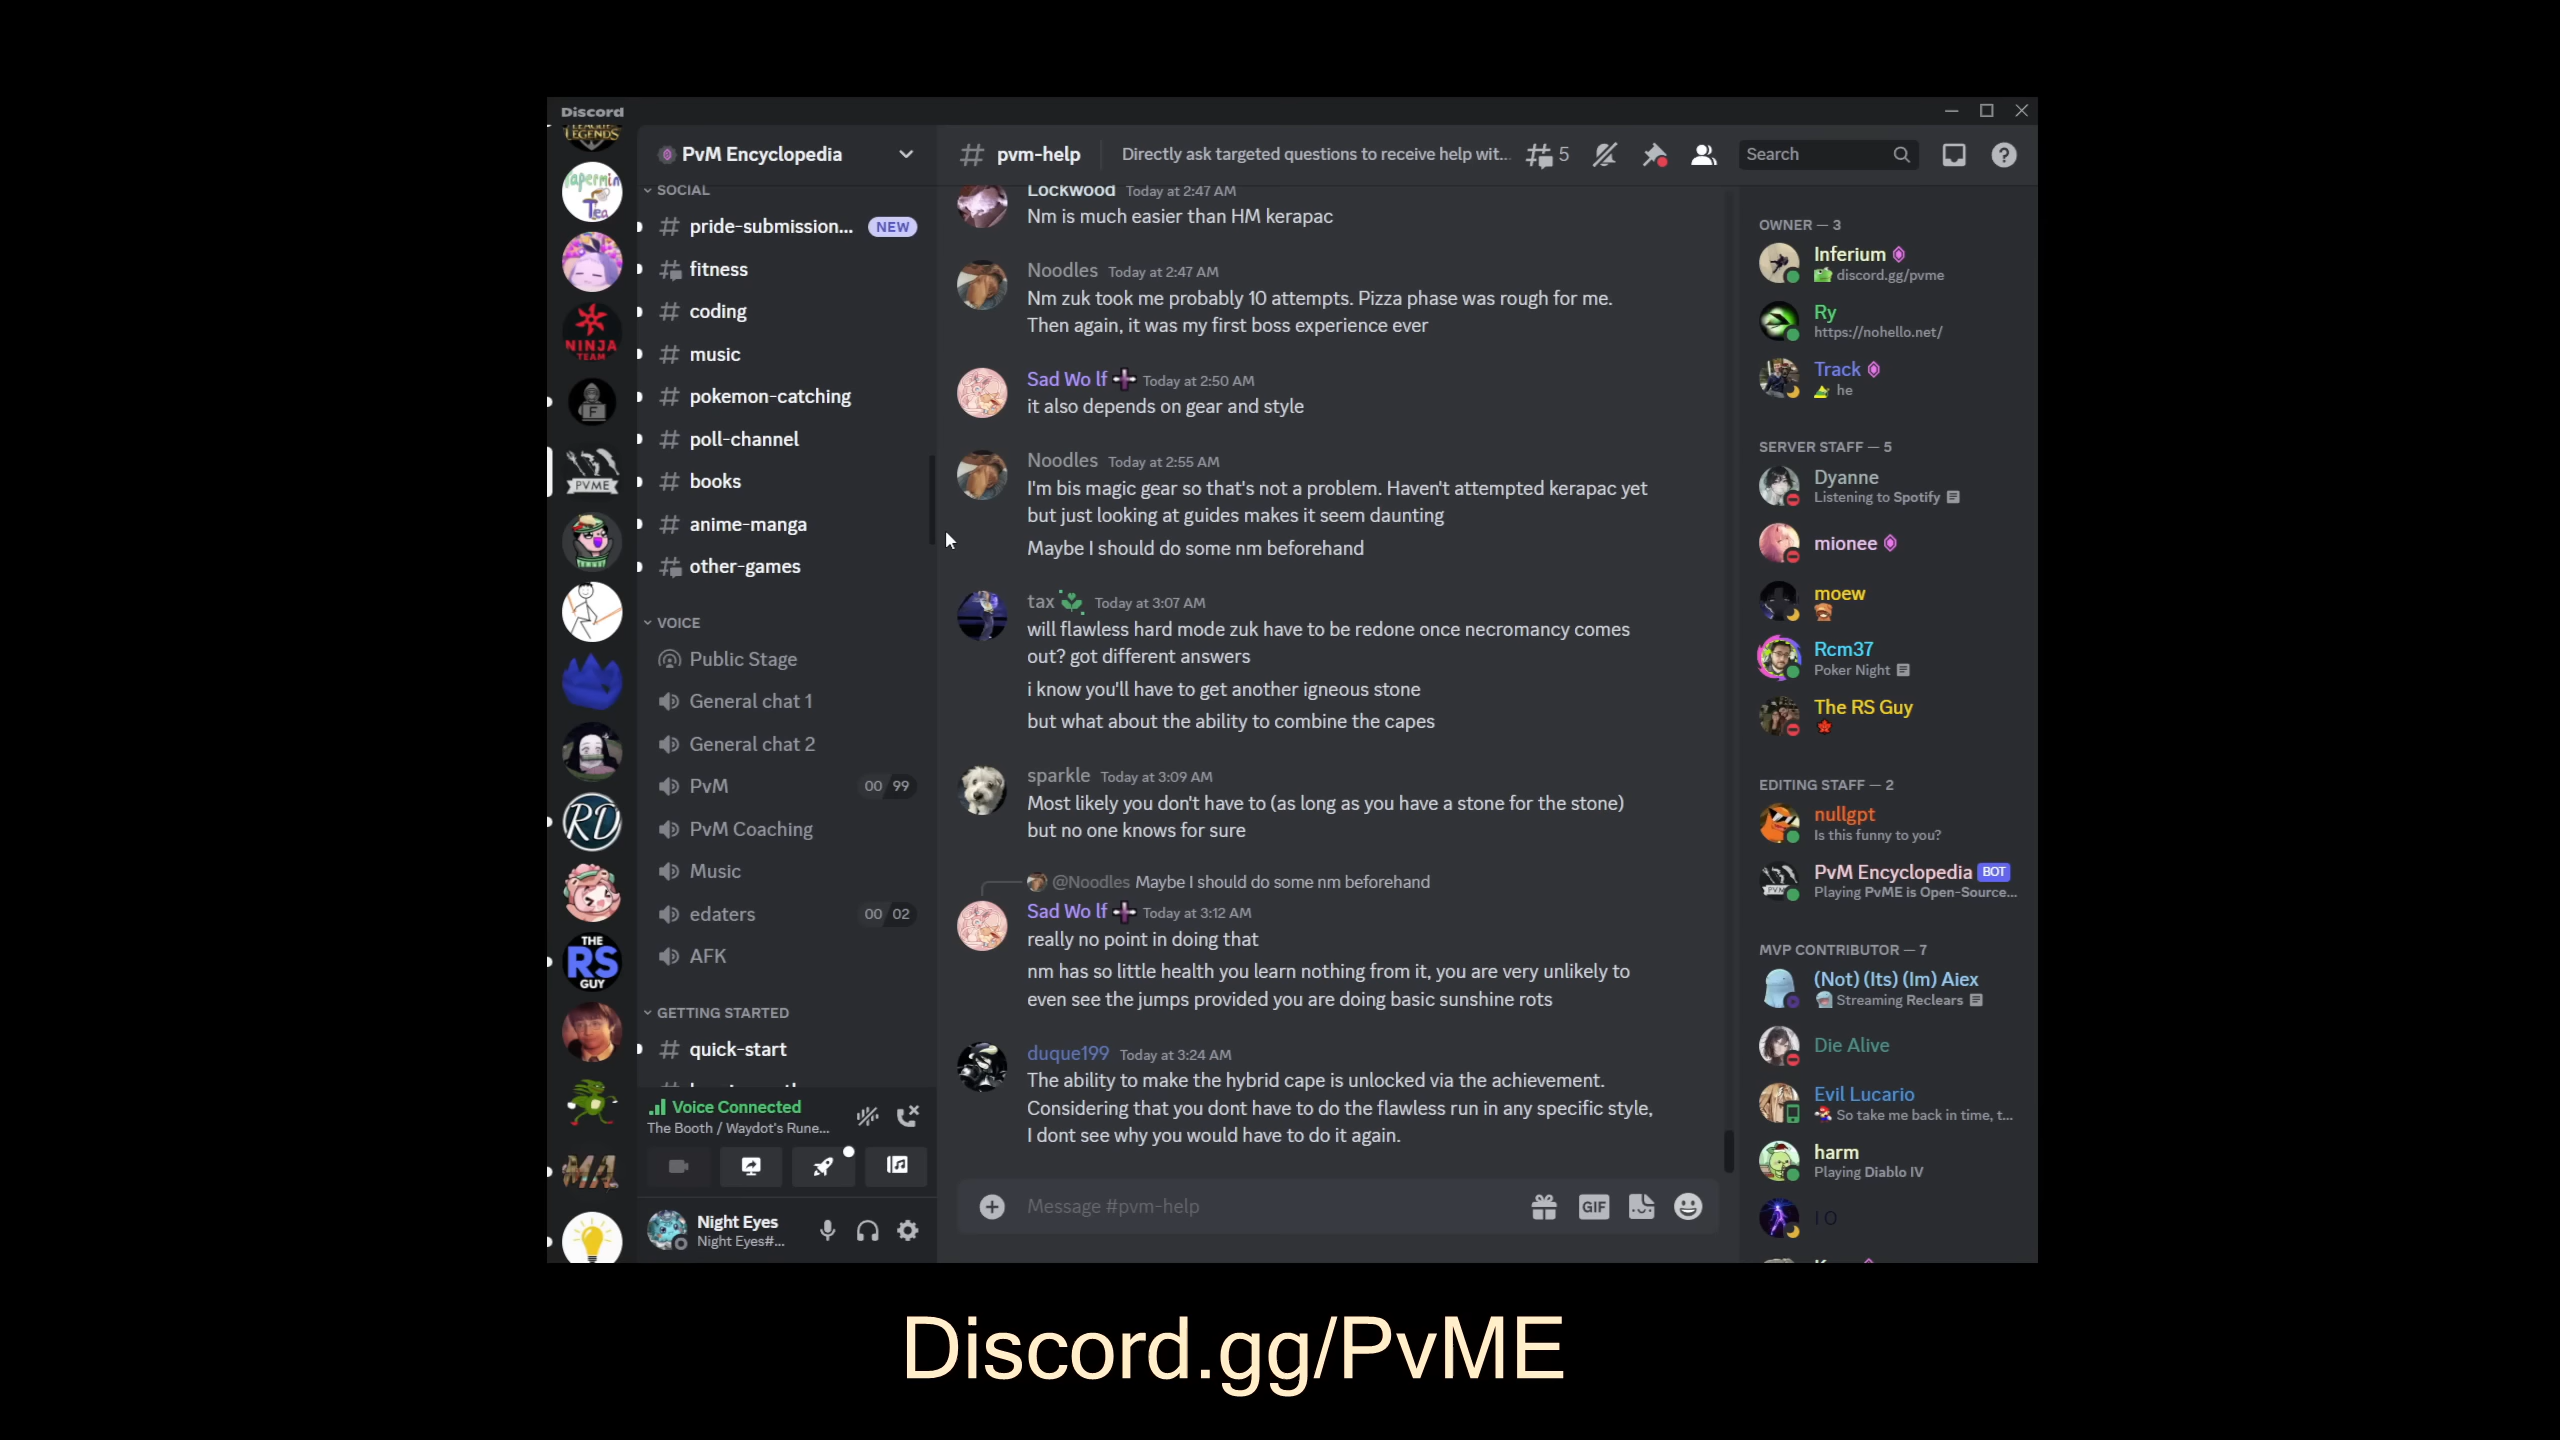 Discord
LEGENDS
Tea
NINJA
TEAM
F
PVME
RD
THE
RS
GUY
MA
PvM Encyclopedia
SOCIAL
pride-submission... NEW
fitness
coding
music
pokemon-catching
poll-channel
books
anime-manga
other-games
VOICE
Public Stage
General chat 1
General chat 2
PvM 00 99
PvM Coaching
Music
edaters 00 02
AFK
GETTING STARTED
quick-start
Voice Connected
The Booth / Waydot's Rune...
Night Eyes
Night Eyes#...
pvm-help Directly ask targeted questions to receive help wit... 5 Search
Lockwood Today at 2:47 AM
Nm is much easier than HM kerapac
Noodles Today at 2:47 AM
Nm zuk took me probably 10 attempts. Pizza phase was rough for me.
Then again, it was my first boss experience ever
Sad Wo lf Today at 2:50 AM
it also depends on gear and style
Noodles Today at 2:55 AM
I'm bis magic gear so that's not a problem. Haven't attempted kerapac yet
but just looking at guides makes it seem daunting
Maybe I should do some nm beforehand
tax Today at 3:07 AM
will flawless hard mode zuk have to be redone once necromancy comes
out? got different answers
i know you'll have to get another igneous stone
but what about the ability to combine the capes
sparkle Today at 3:09 AM
Most likely you don't have to (as long as you have a stone for the stone)
but no one knows for sure
@Noodles Maybe I should do some nm beforehand
Sad Wo lf Today at 3:12 AM
really no point in doing that
nm has so little health you learn nothing from it, you are very unlikely to
even see the jumps provided you are doing basic sunshine rots
duque199 Today at 3:24 AM
The ability to make the hybrid cape is unlocked via the achievement.
Considering that you dont have to do the flawless run in any specific style,
I dont see why you would have to do it again.
Message #pvm-help
GIF
OWNER — 3
Inferium
discord.gg/pvme
Ry
https://nohello.net/
Track
he
SERVER STAFF — 5
Dyanne
Listening to Spotify
mionee
moew
Rcm37
Poker Night
The RS Guy
EDITING STAFF — 2
nullgpt
Is this funny to you?
PvM Encyclopedia BOT
Playing PvME is Open-Source...
MVP CONTRIBUTOR — 7
(Not) (Its) (Im) Aiex
Streaming Reclears
Die Alive
Evil Lucario
So take me back in time, t...
harm
Playing Diablo IV
I O
Discord.gg/PvME